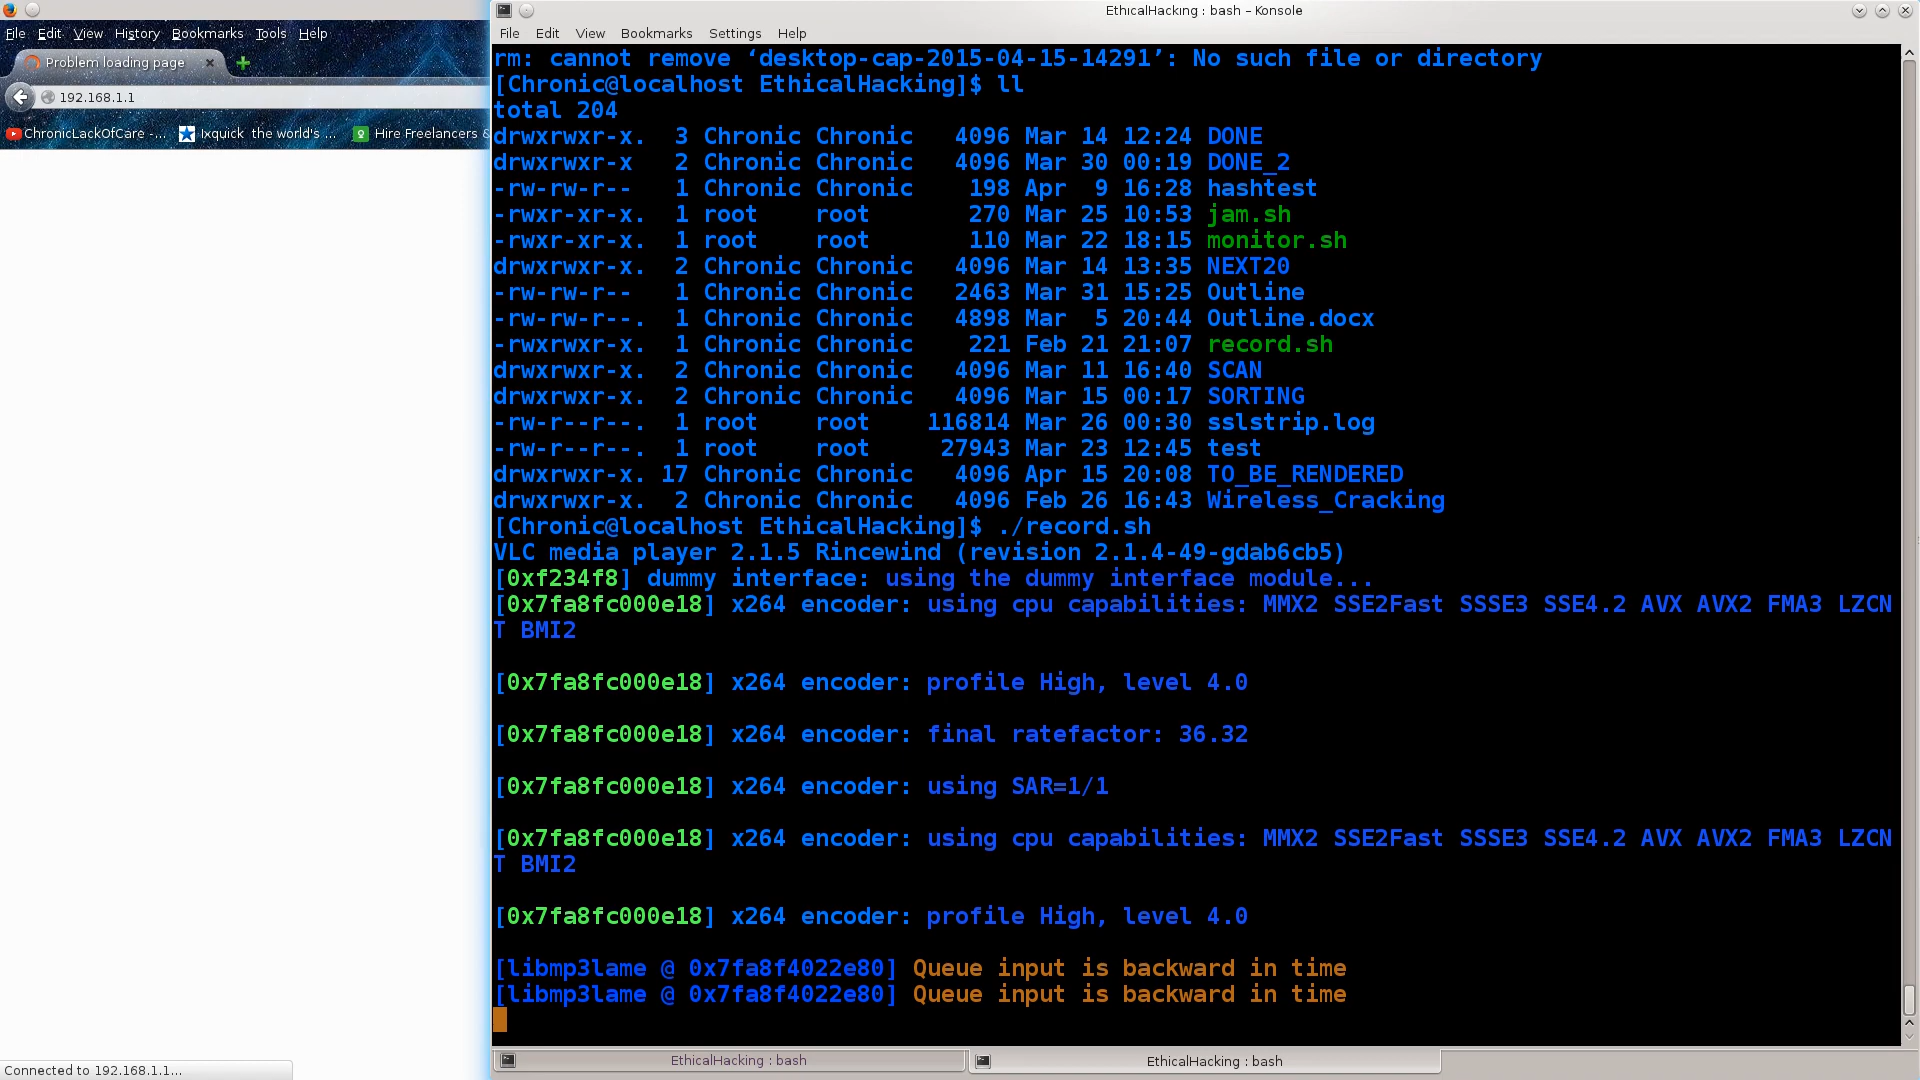 File Edit View History Bookmarks Tools Help
Problem loading page
192.168.1.1
ChronicLackOfCare -... Ixquick the world's ... Hire Freelancers &
Connected to 192.168.1.1...
EthicalHacking : bash – Konsole
File Edit View Bookmarks Settings Help
rm: cannot remove ‘desktop-cap-2015-04-15-14291’: No such file or directory
[Chronic@localhost EthicalHacking]$ ll
total 204
drwxrwxr-x.  3 Chronic Chronic   4096 Mar 14 12:24 DONE
drwxrwxr-x   2 Chronic Chronic   4096 Mar 30 00:19 DONE_2
-rw-rw-r--   1 Chronic Chronic    198 Apr  9 16:28 hashtest
-rwxr-xr-x.  1 root    root       270 Mar 25 10:53 jam.sh
-rwxr-xr-x.  1 root    root       110 Mar 22 18:15 monitor.sh
drwxrwxr-x.  2 Chronic Chronic   4096 Mar 14 13:35 NEXT20
-rw-rw-r--   1 Chronic Chronic   2463 Mar 31 15:25 Outline
-rw-rw-r--.  1 Chronic Chronic   4898 Mar  5 20:44 Outline.docx
-rwxrwxr-x.  1 Chronic Chronic    221 Feb 21 21:07 record.sh
drwxrwxr-x.  2 Chronic Chronic   4096 Mar 11 16:40 SCAN
drwxrwxr-x.  2 Chronic Chronic   4096 Mar 15 00:17 SORTING
-rw-r--r--.  1 root    root    116814 Mar 26 00:30 sslstrip.log
-rw-r--r--.  1 root    root     27943 Mar 23 12:45 test
drwxrwxr-x. 17 Chronic Chronic   4096 Apr 15 20:08 TO_BE_RENDERED
drwxrwxr-x.  2 Chronic Chronic   4096 Feb 26 16:43 Wireless_Cracking
[Chronic@localhost EthicalHacking]$ ./record.sh
VLC media player 2.1.5 Rincewind (revision 2.1.4-49-gdab6cb5)
[0xf234f8] dummy interface: using the dummy interface module...
[0x7fa8fc000e18] x264 encoder: using cpu capabilities: MMX2 SSE2Fast SSSE3 SSE4.2 AVX AVX2 FMA3 LZCN
T BMI2
[0x7fa8fc000e18] x264 encoder: profile High, level 4.0
[0x7fa8fc000e18] x264 encoder: final ratefactor: 36.32
[0x7fa8fc000e18] x264 encoder: using SAR=1/1
[0x7fa8fc000e18] x264 encoder: using cpu capabilities: MMX2 SSE2Fast SSSE3 SSE4.2 AVX AVX2 FMA3 LZCN
T BMI2
[0x7fa8fc000e18] x264 encoder: profile High, level 4.0
[libmp3lame @ 0x7fa8f4022e80] Queue input is backward in time
[libmp3lame @ 0x7fa8f4022e80] Queue input is backward in time
EthicalHacking : bash
EthicalHacking : bash